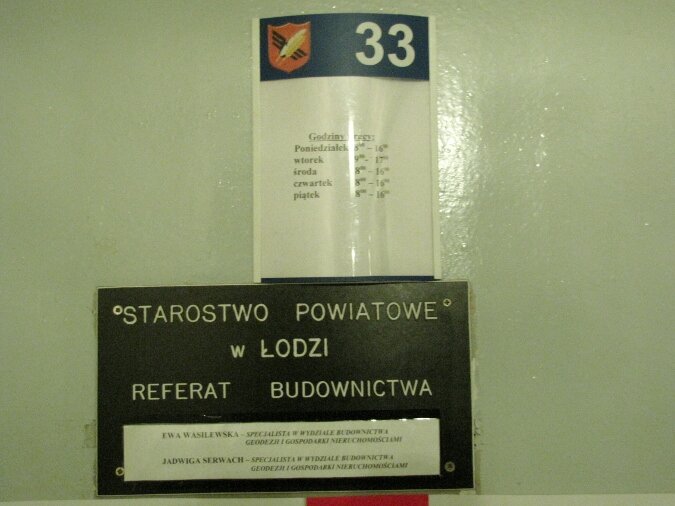 33
Godziny pracy:
Poniedziałek 8⁰⁰ – 16⁰⁰
wtorek 9⁰⁰ - 17⁰⁰
środa 8⁰⁰ – 16⁰⁰
czwartek 8⁰⁰ – 16⁰⁰
piątek 8⁰⁰ – 16⁰⁰
STAROSTWO POWIATOWE
w ŁODZI
REFERAT BUDOWNICTWA
EWA WASILEWSKA – SPECJALISTA W WYDZIALE BUDOWNICTWA
GEODEZJI I GOSPODARKI NIERUCHOMOŚCIAMI
JADWIGA SERWACH – SPECJALISTA W WYDZIALE BUDOWNICTWA
GEODEZJI I GOSPODARKI NIERUCHOMOŚCIAMI